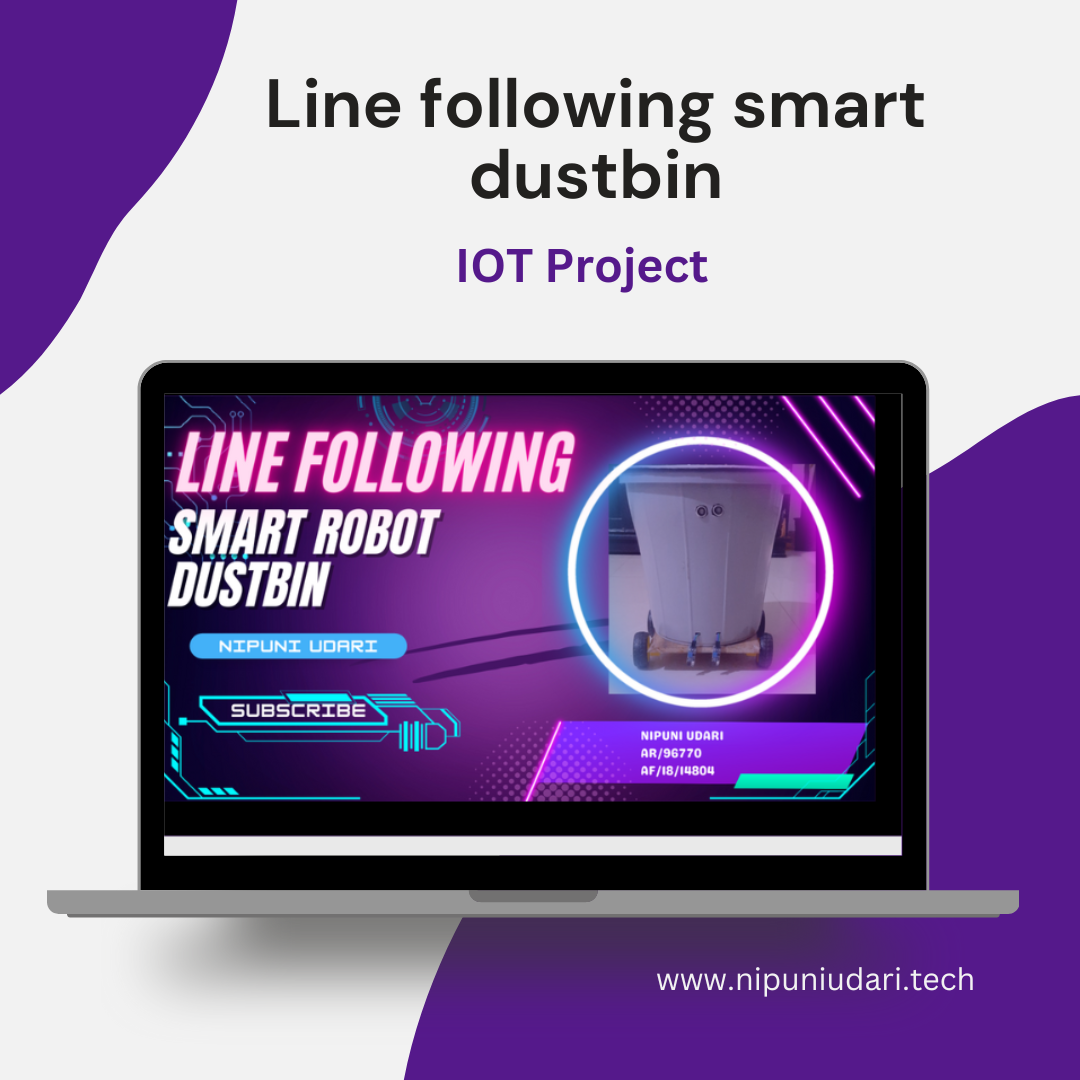 Line following smart
dustbin
IOT Project
LINE FOLLOWING
SMART ROBOT
DUSTBIN
NIPUNI UDARI
SUBSCRIBE
NIPUNI UDARI
AR/96770
AF/18/14804
www.nipuniudari.tech